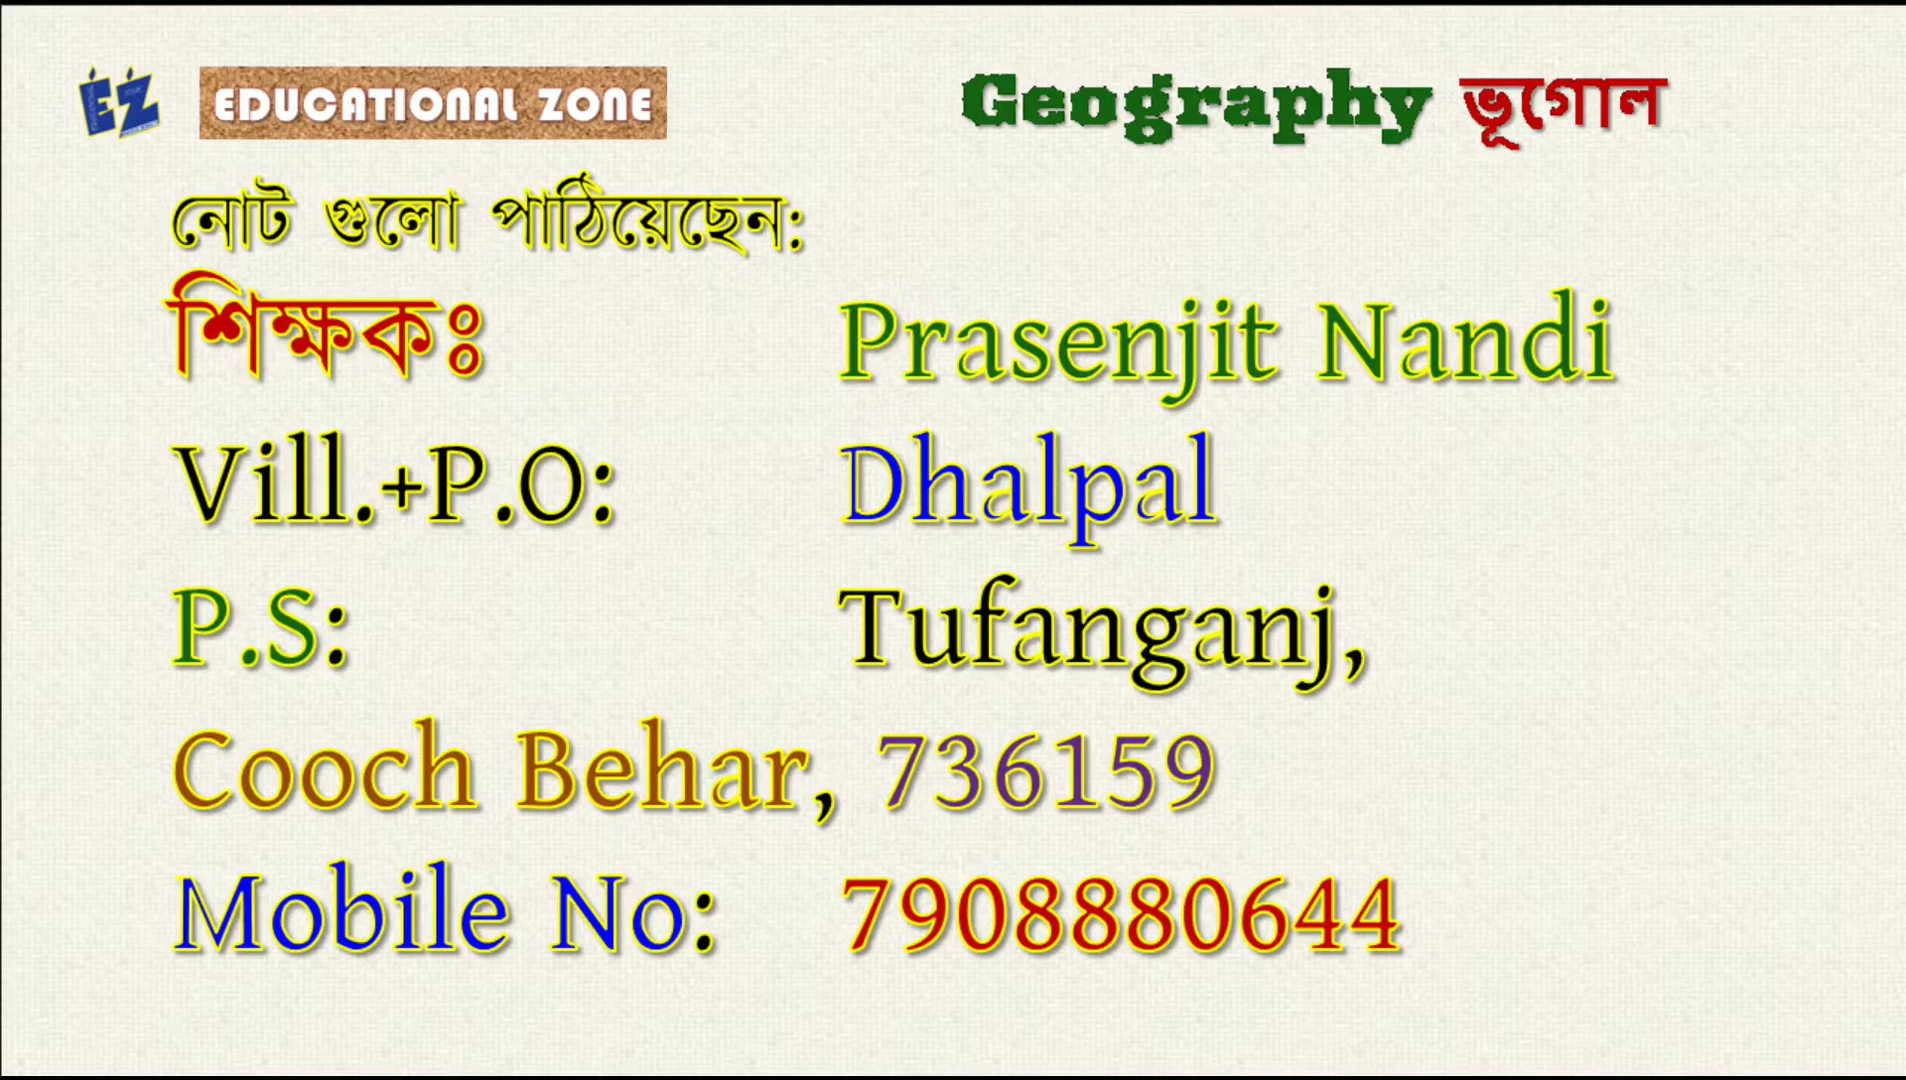 EZ EDUCATIONAL ZONE Geography ভূগোল
নোট গুলো পাঠিয়েছেন:
শিক্ষকঃ Prasenjit Nandi
Vill.+P.O: Dhalpal
P.S: Tufanganj,
Cooch Behar, 736159
Mobile No: 7908880644